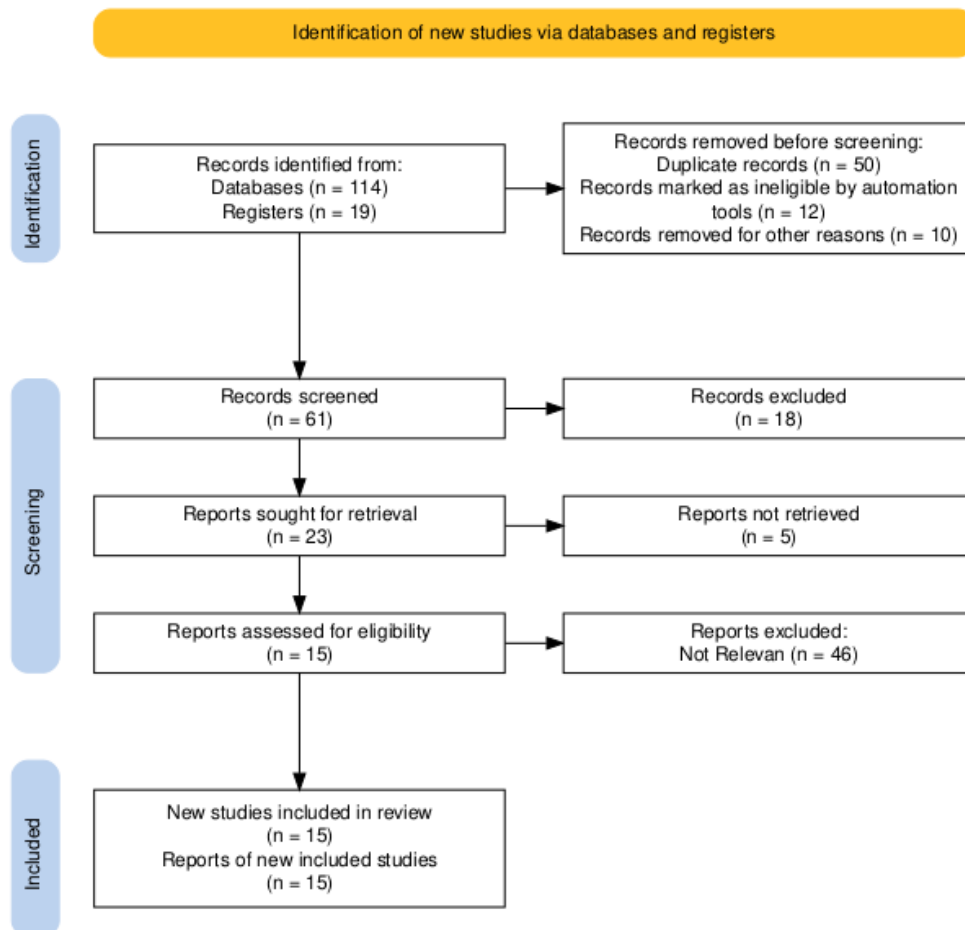 Identification of new studies via databases and registers
Identification
Records identified from:
Databases (n = 114)
Registers (n = 19)
Records removed before screening:
Duplicate records (n = 50)
Records marked as ineligible by automation
tools (n = 12)
Records removed for other reasons (n = 10)
Screening
Records screened
(n = 61)
Records excluded
(n = 18)
Reports sought for retrieval
(n = 23)
Reports not retrieved
(n = 5)
Reports assessed for eligibility
(n = 15)
Reports excluded:
Not Relevan (n = 46)
Included
New studies included in review
(n = 15)
Reports of new included studies
(n = 15)